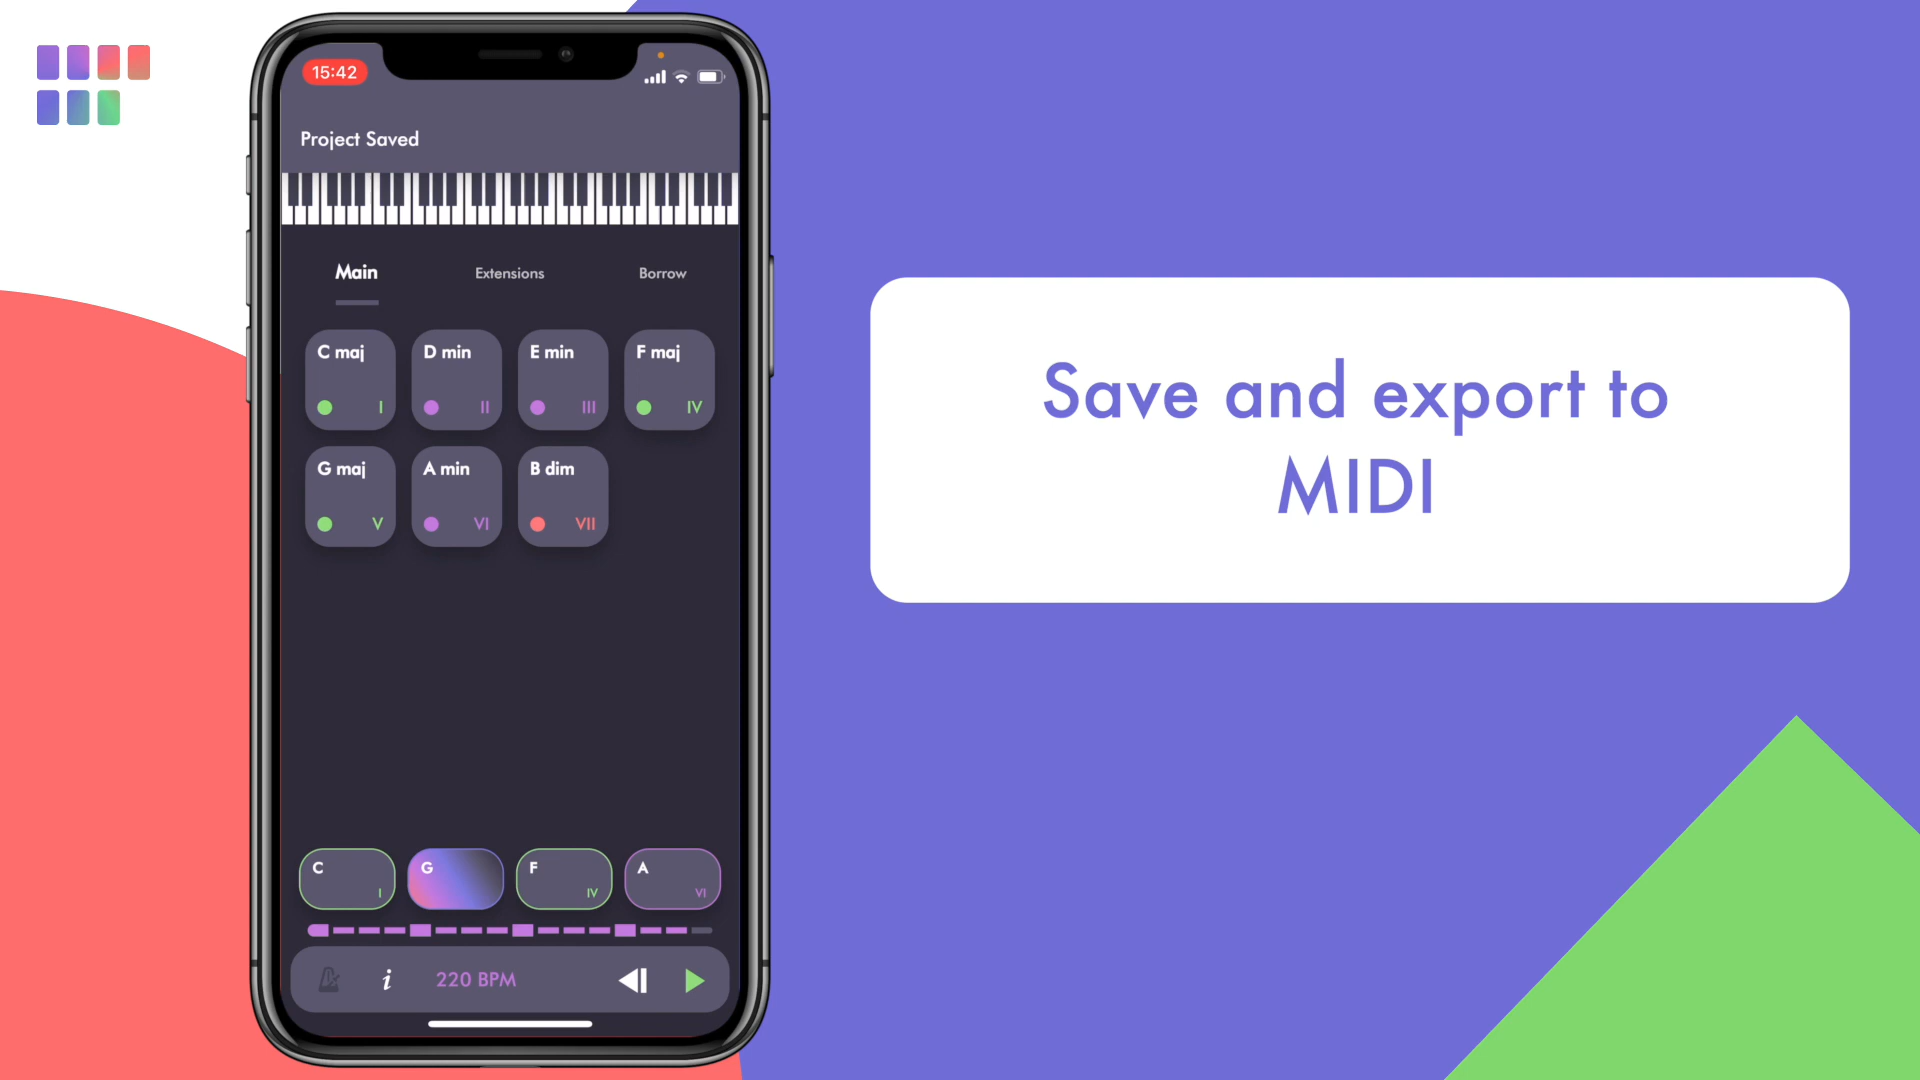 15:42
Project Saved
Main Extensions Borrow
C maj D min E min F maj
I II III IV
G maj A min B dim
V VI VII
C G F A
I IV VI
i 220 BPM
Save and export to
MIDI